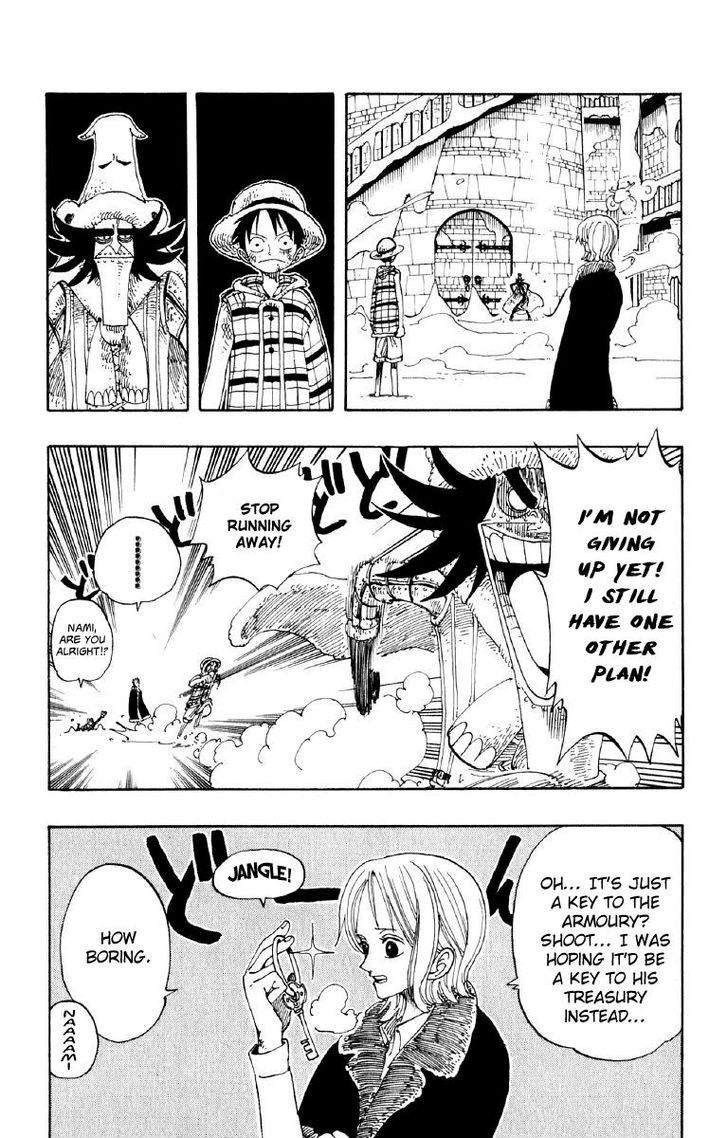 I'M NOT
GIVING
UP YET!
I STILL
HAVE ONE
OTHER
PLAN!
STOP
RUNNING
AWAY!
NAMI,
ARE YOU
ALRIGHT!?
OH... IT'S JUST
A KEY TO THE
ARMOURY?
SHOOT... I WAS
HOPING IT'D BE
A KEY TO HIS
TREASURY
INSTEAD...
JANGLE!
HOW
BORING.
NAAAAMI